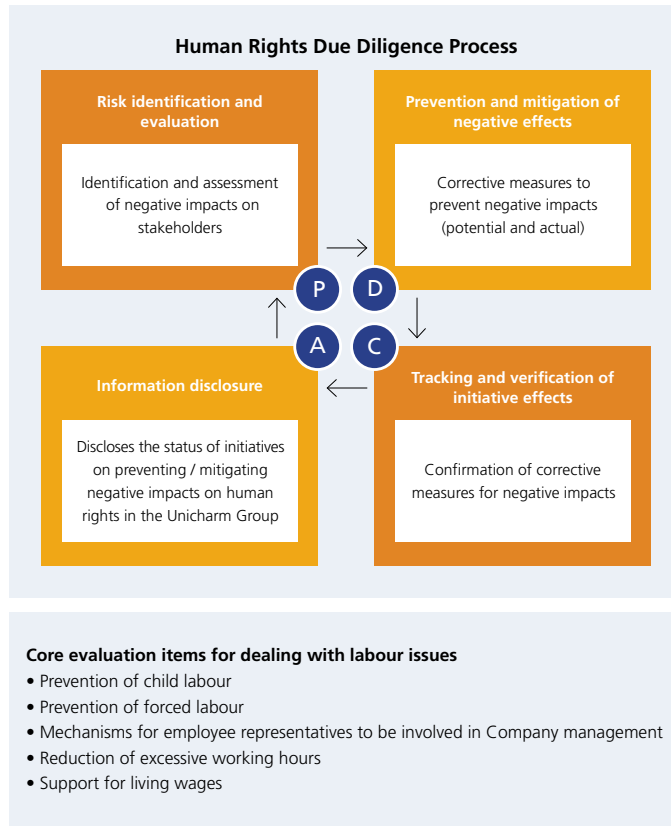 Human Rights Due Diligence Process
Risk identification and
evaluation
Identification and assessment
of negative impacts on
stakeholders
Prevention and mitigation of
negative effects
Corrective measures to
prevent negative impacts
(potential and actual)
P
D
A
C
Information disclosure
Discloses the status of initiatives
on preventing / mitigating
negative impacts on human
rights in the Unicharm Group
Tracking and verification of
initiative effects
Confirmation of corrective
measures for negative impacts
Core evaluation items for dealing with labour issues
• Prevention of child labour
• Prevention of forced labour
• Mechanisms for employee representatives to be involved in Company management
• Reduction of excessive working hours
• Support for living wages